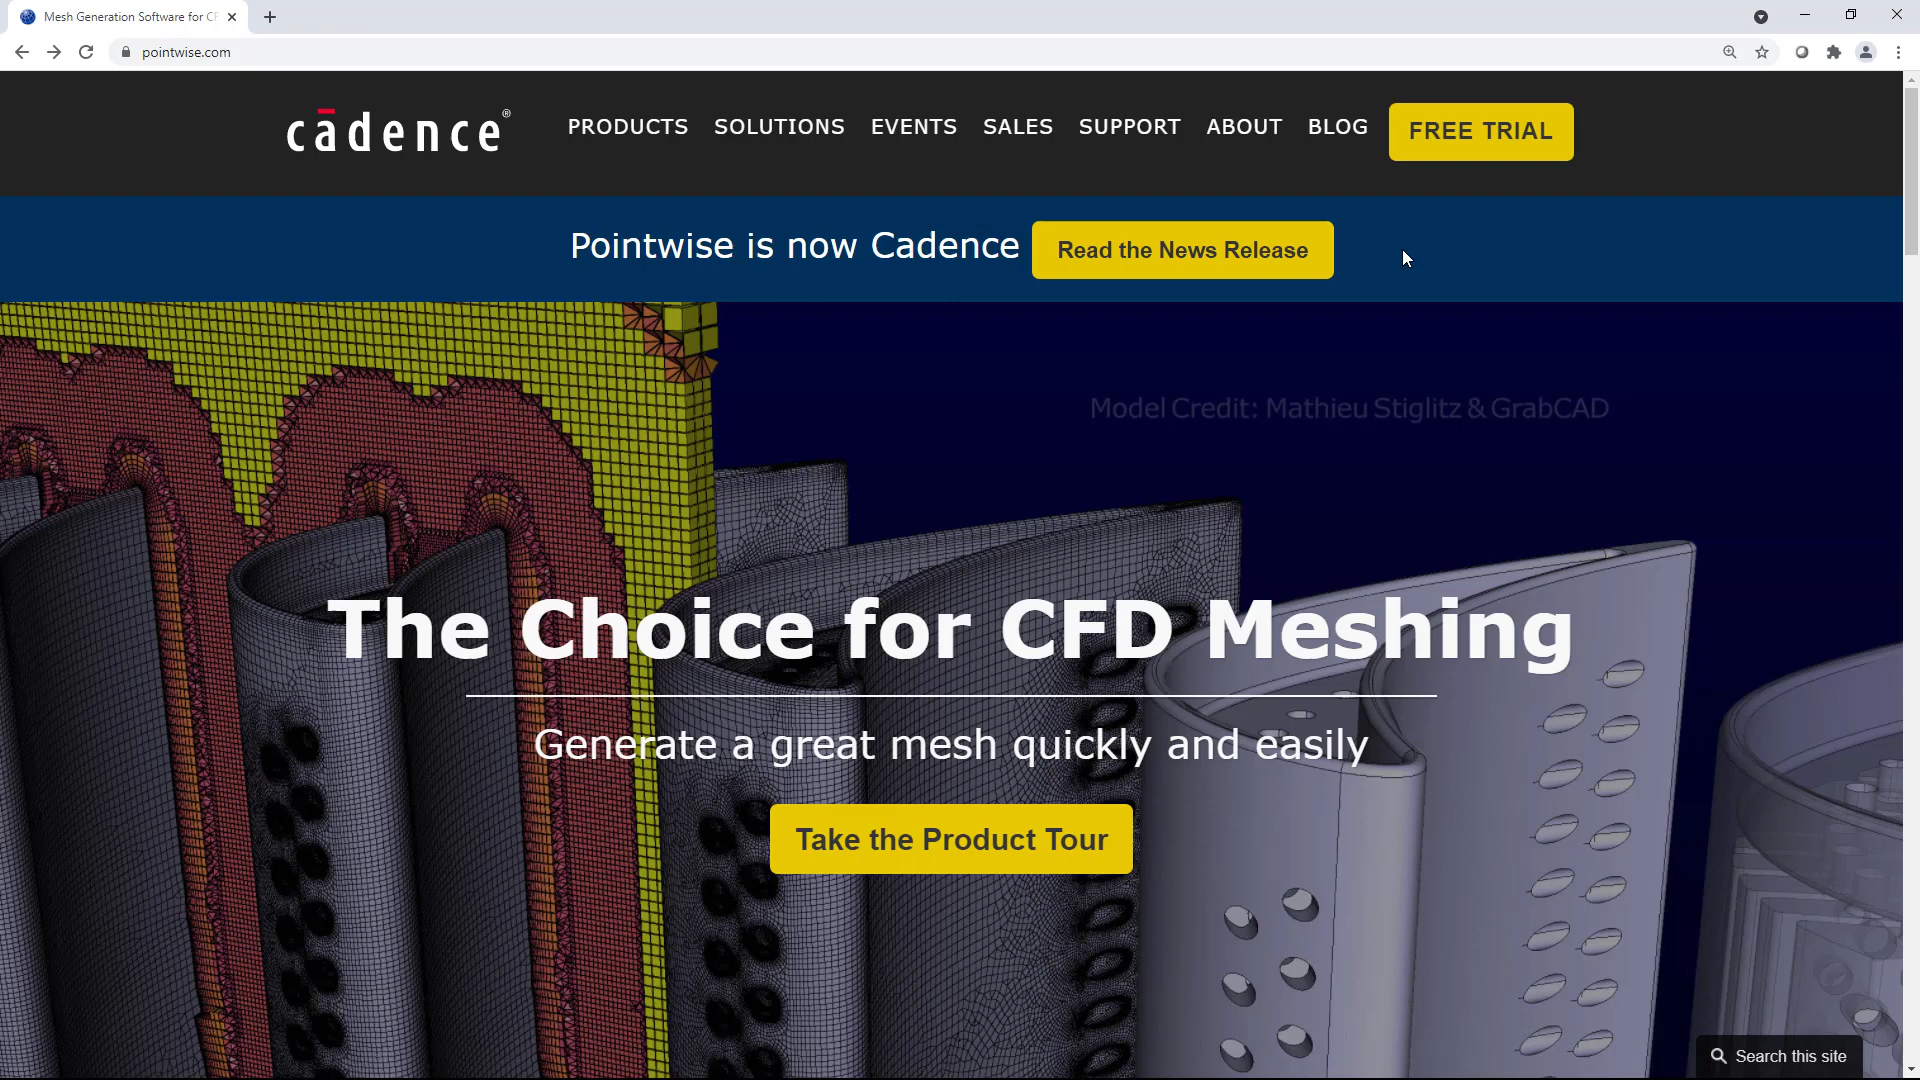 Mesh Generation Software for CF
pointwise.com
cādence®
PRODUCTS SOLUTIONS EVENTS SALES SUPPORT ABOUT BLOG FREE TRIAL
Pointwise is now Cadence Read the News Release
Model Credit: Mathieu Stiglitz & GrabCAD
The Choice for CFD Meshing
Generate a great mesh quickly and easily
Take the Product Tour
Search this site